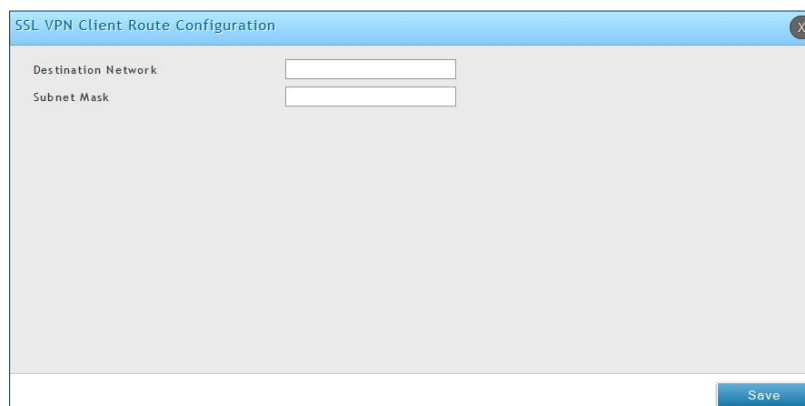 SSL VPN Client Route Configuration
X
Destination Network
Subnet Mask
Save